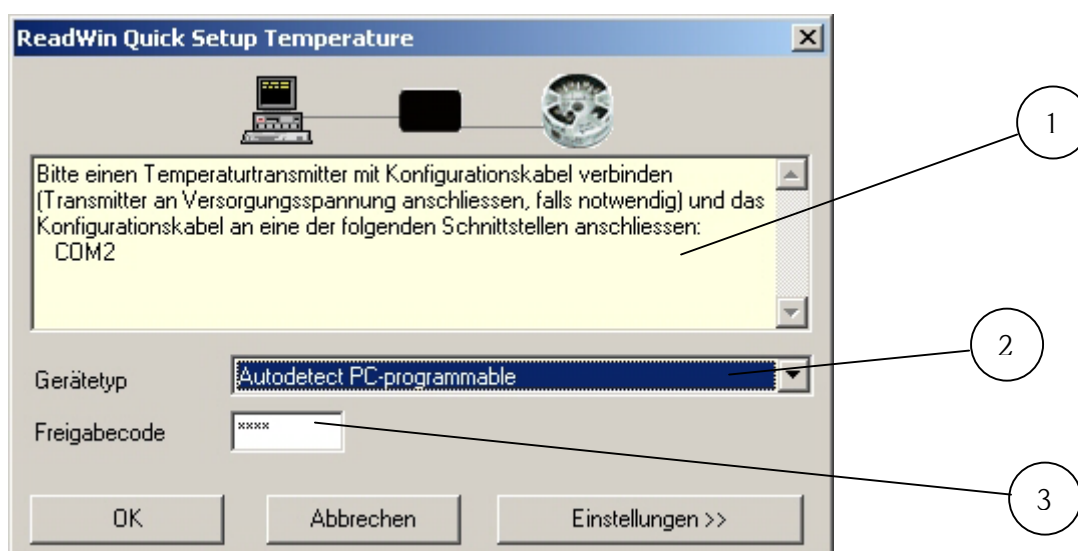 ReadWin Quick Setup Temperature
Bitte einen Temperaturtransmitter mit Konfigurationskabel verbinden
(Transmitter an Versorgungsspannung anschliessen, falls notwendig) und das
Konfigurationskabel an eine der folgenden Schnittstellen anschliessen:
COM2
1
Gerätetyp Autodetect PC-programmable
2
Freigabecode ****
3
OK Abbrechen Einstellungen >>